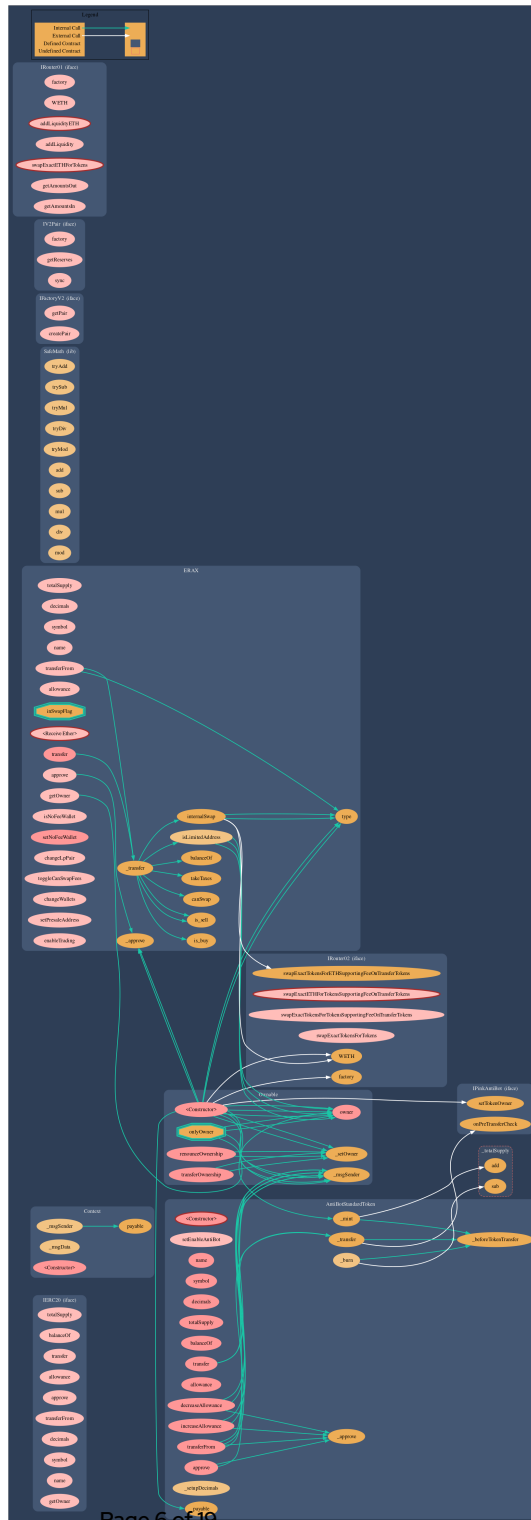 Legend
Internal Call
External Call
Defined Contract
Undefined Contract
IRouter01 (iface)
factory
WETH
addLiquidityETH
addLiquidity
swapExactETHForTokens
getAmountsOut
getAmountsIn
IV2Pair (iface)
factory
getReserves
sync
IFactoryV2 (iface)
getPair
createPair
SafeMath (lib)
tryAdd
trySub
tryMul
tryDiv
tryMod
add
sub
mul
div
mod
ERAX
totalSupply
decimals
symbol
name
transferFrom
allowance
inSwapFlag
<Receive Ether>
transfer
approve
getOwner
isNoFeeWallet
setNoFeeWallet
changeLpPair
toggleCanSwapFees
changeWallets
setPresaleAddress
enableTrading
_transfer
_approve
internalSwap
isLimitedAddress
balanceOf
takeTaxes
canSwap
is_sell
is_buy
type
IRouter02 (iface)
swapExactTokensForETHSupportingFeeOnTransferTokens
swapExactETHForTokensSupportingFeeOnTransferTokens
swapExactTokensForTokensSupportingFeeOnTransferTokens
swapExactTokensForTokens
WETH
factory
Ownable
<Constructor>
onlyOwner
renounceOwnership
transferOwnership
owner
_setOwner
_msgSender
IPinkAntiBot (iface)
setTokenOwner
onPreTransferCheck
_totalSupply
add
sub
Context
_msgSender
payable
_msgData
<Constructor>
AntiBotStandardToken
<Constructor>
setEnableAntiBot
name
symbol
decimals
totalSupply
balanceOf
transfer
allowance
decreaseAllowance
increaseAllowance
transferFrom
approve
_setupDecimals
payable
_mint
_transfer
_burn
_beforeTokenTransfer
_approve
IERC20 (iface)
totalSupply
balanceOf
transfer
allowance
approve
transferFrom
decimals
symbol
name
getOwner
Page 6 of 19